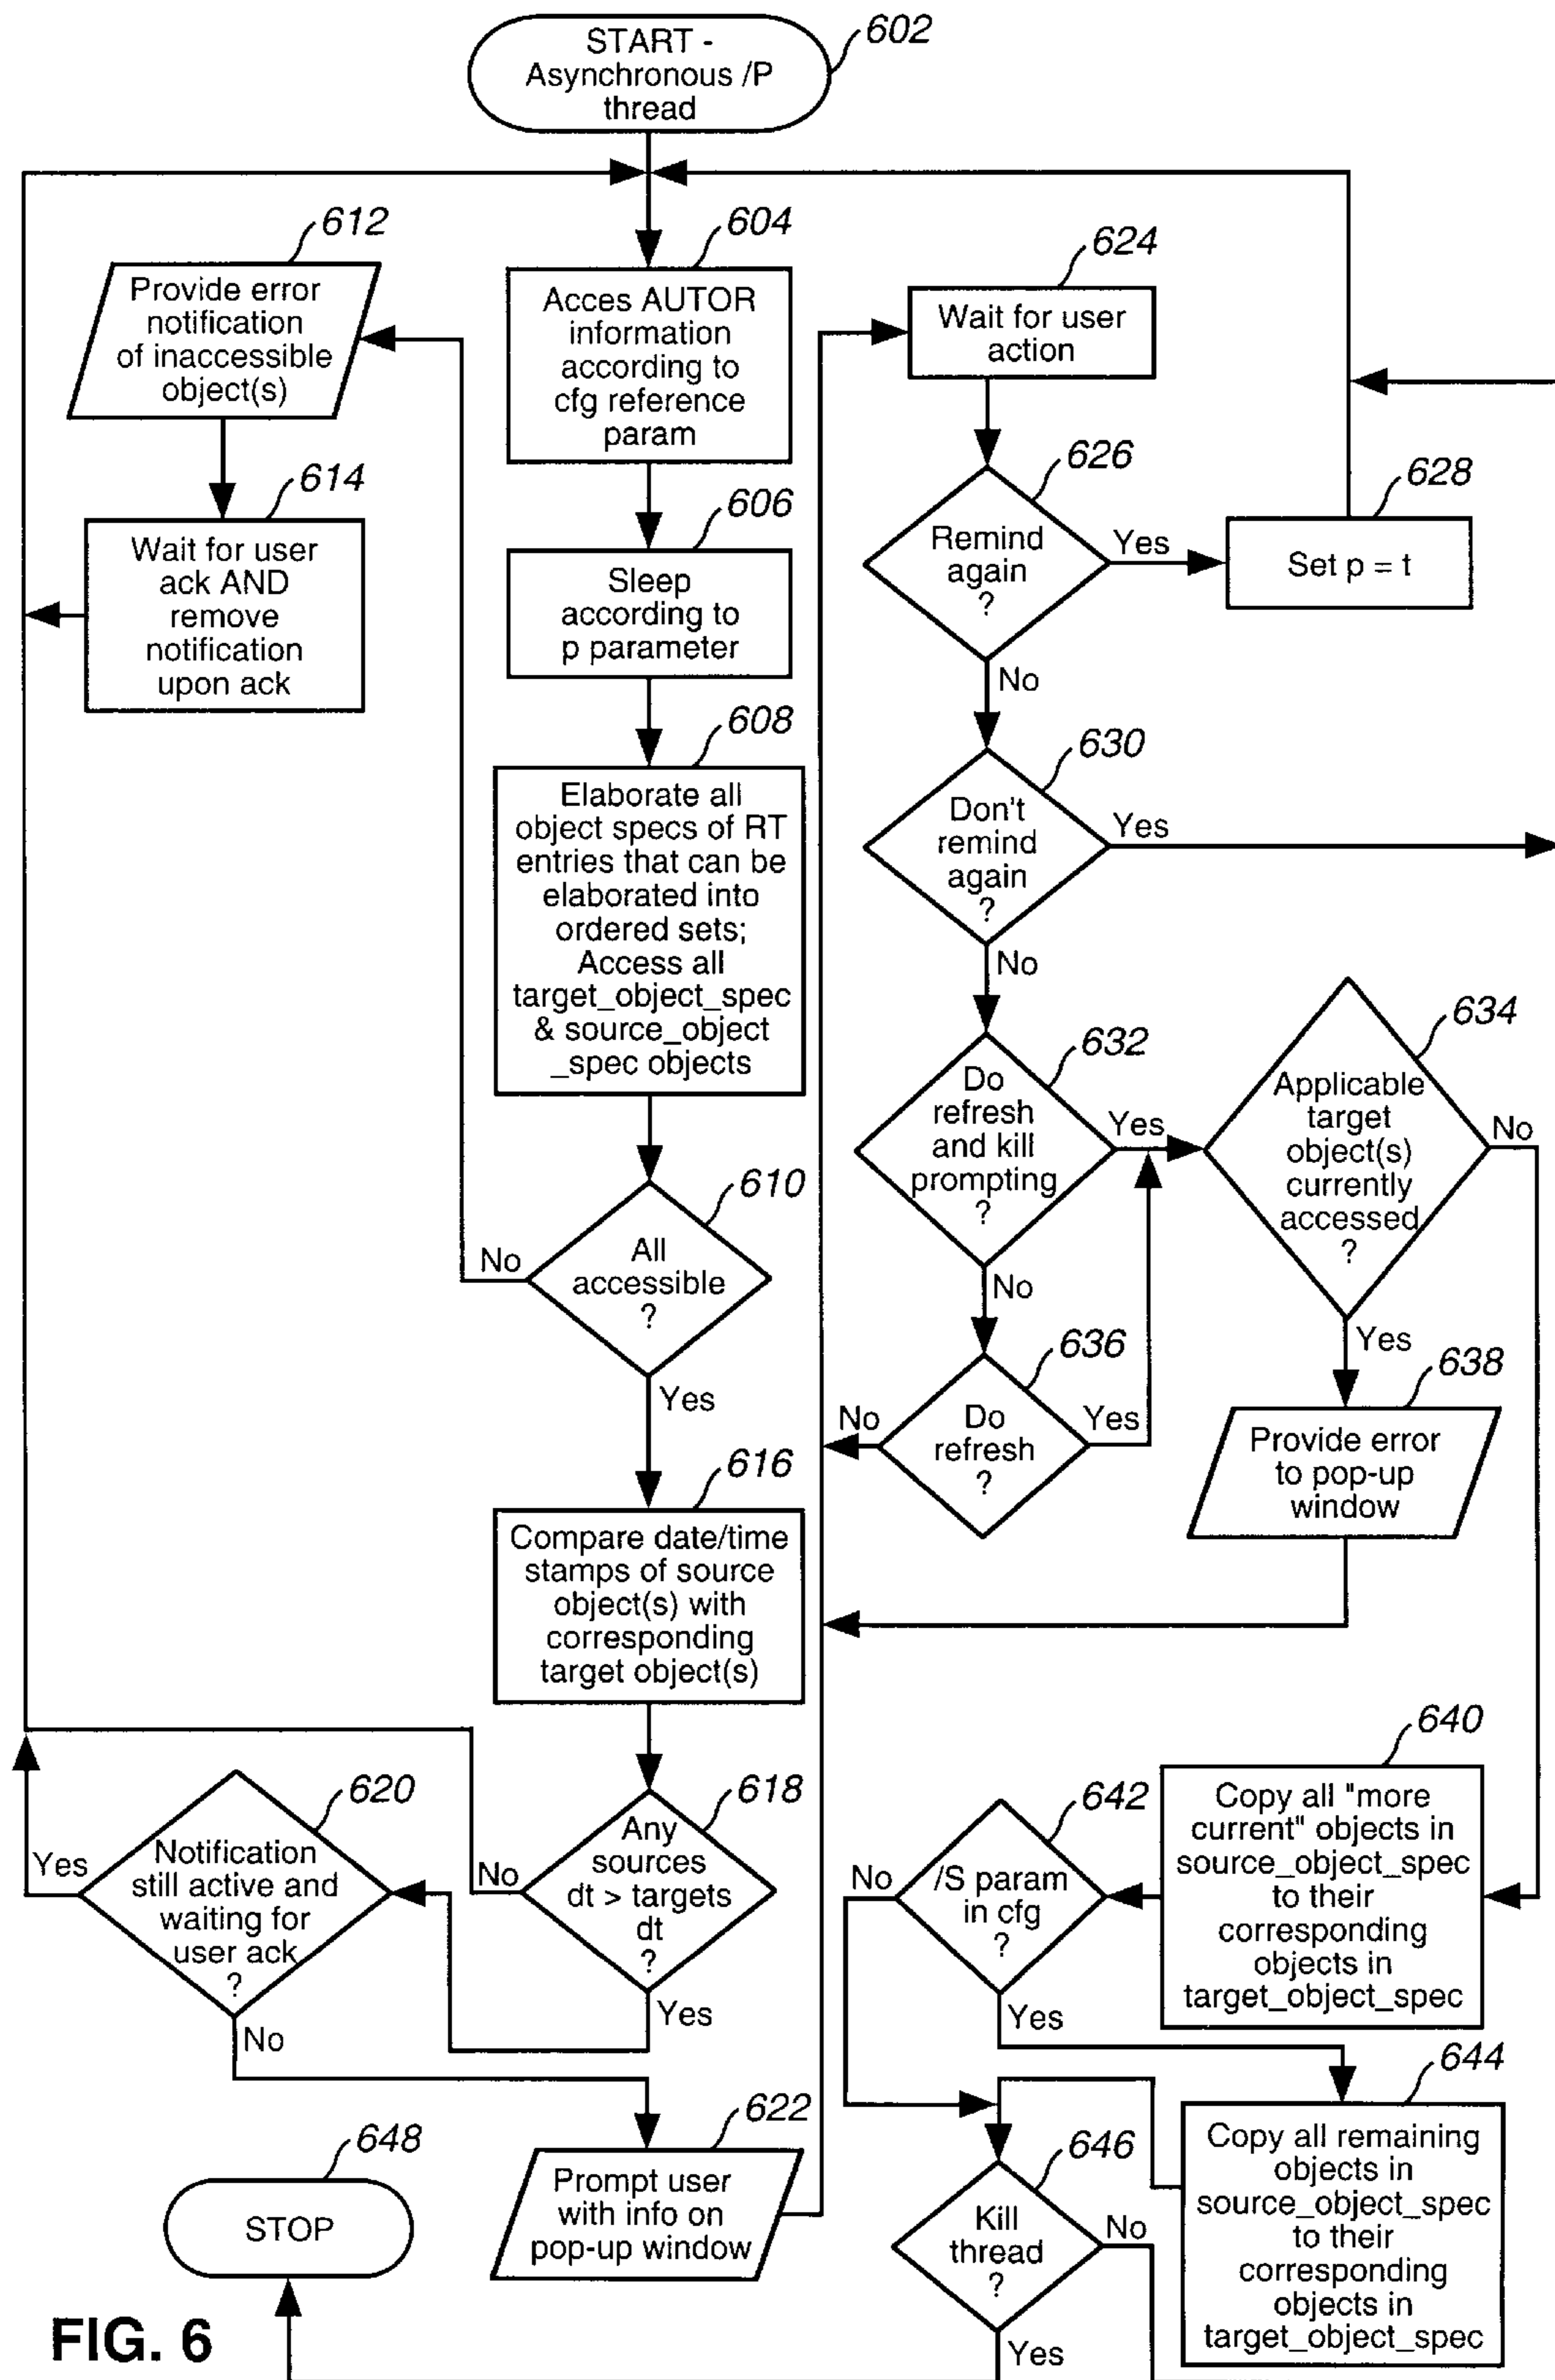 START -
Asynchronous /P
thread
602
612
Provide error
notification
of inaccessible
object(s)
614
Wait for user
ack AND
remove
notification
upon ack
604
Acces AUTOR
information
according to
cfg reference
param
606
Sleep
according to
p parameter
608
Elaborate all
object specs of RT
entries that can be
elaborated into
ordered sets;
Access all
target_object_spec
& source_object
_spec objects
610
All
accessible
?
No
Yes
616
Compare date/time
stamps of source
object(s) with
corresponding
target object(s)
618
Any
sources
dt > targets
dt
?
No
Yes
620
Notification
still active and
waiting for
user ack
?
Yes
No
622
Prompt user
with info on
pop-up window
624
Wait for user
action
626
Remind
again
?
Yes
No
628
Set p = t
630
Don't
remind
again
?
Yes
No
632
Do
refresh
and kill
prompting
?
Yes
No
634
Applicable
target
object(s)
currently
accessed
?
No
Yes
636
Do
refresh
?
No
Yes
638
Provide error
to pop-up
window
640
Copy all "more
current" objects in
source_object_spec
to their
corresponding
objects in
target_object_spec
642
/S param
in cfg
?
No
Yes
644
Copy all remaining
objects in
source_object_spec
to their
corresponding
objects in
target_object_spec
646
Kill
thread
?
No
Yes
648
STOP
FIG. 6